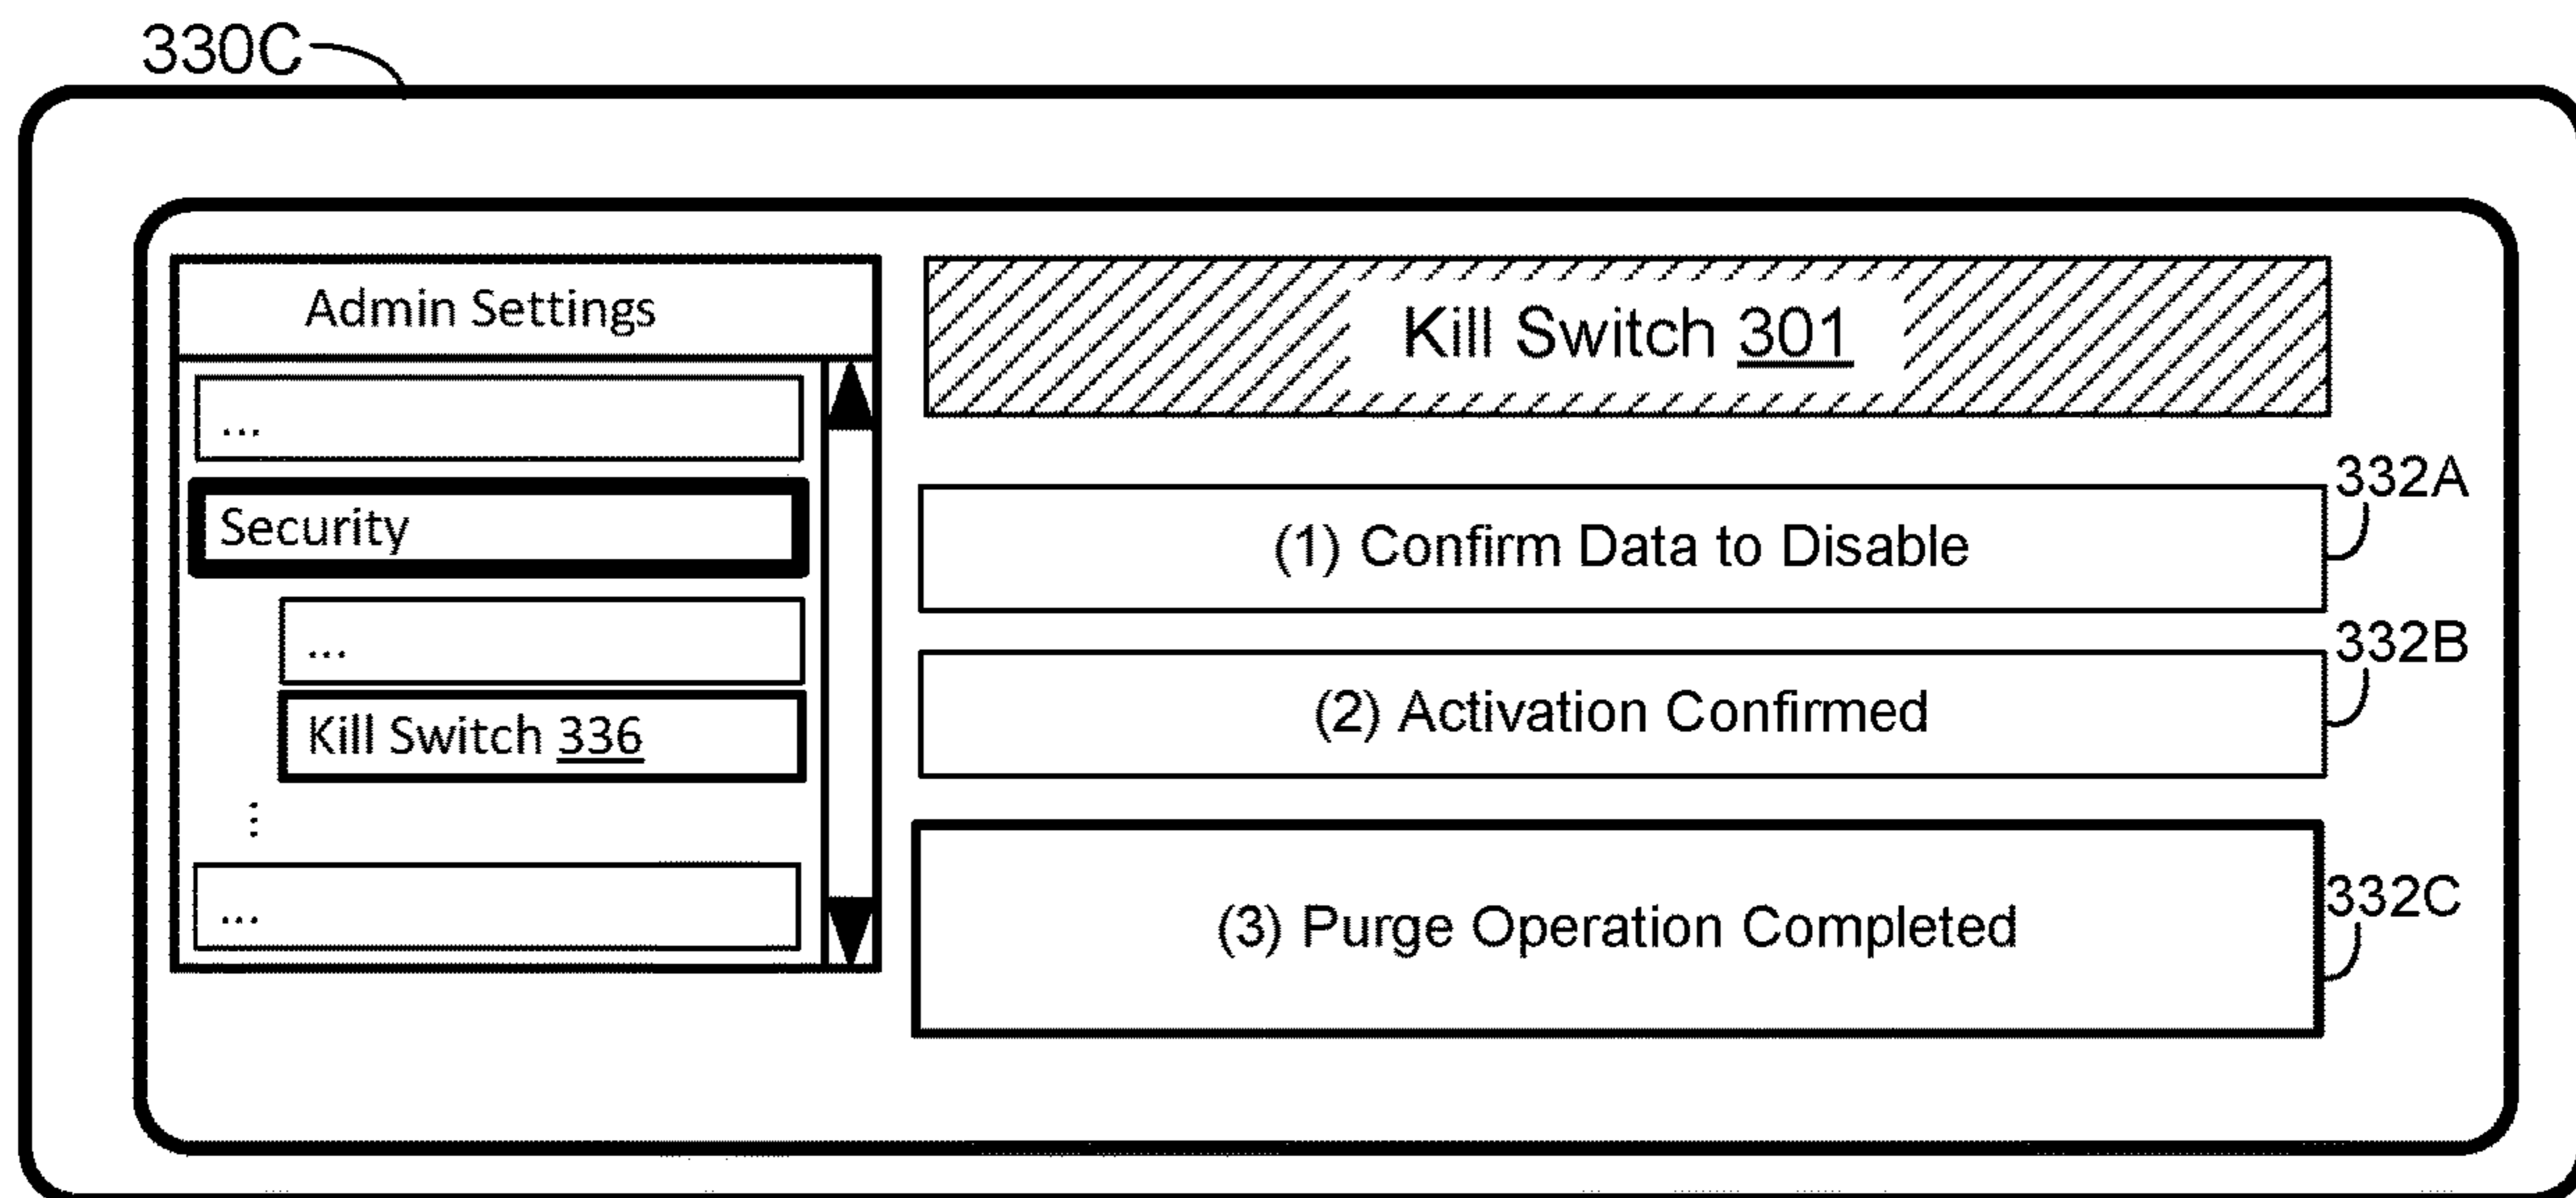 330C
Admin Settings
...
Security
...
Kill Switch 336
⋮
...
Kill Switch 301
332A
(1) Confirm Data to Disable
332B
(2) Activation Confirmed
332C
(3) Purge Operation Completed